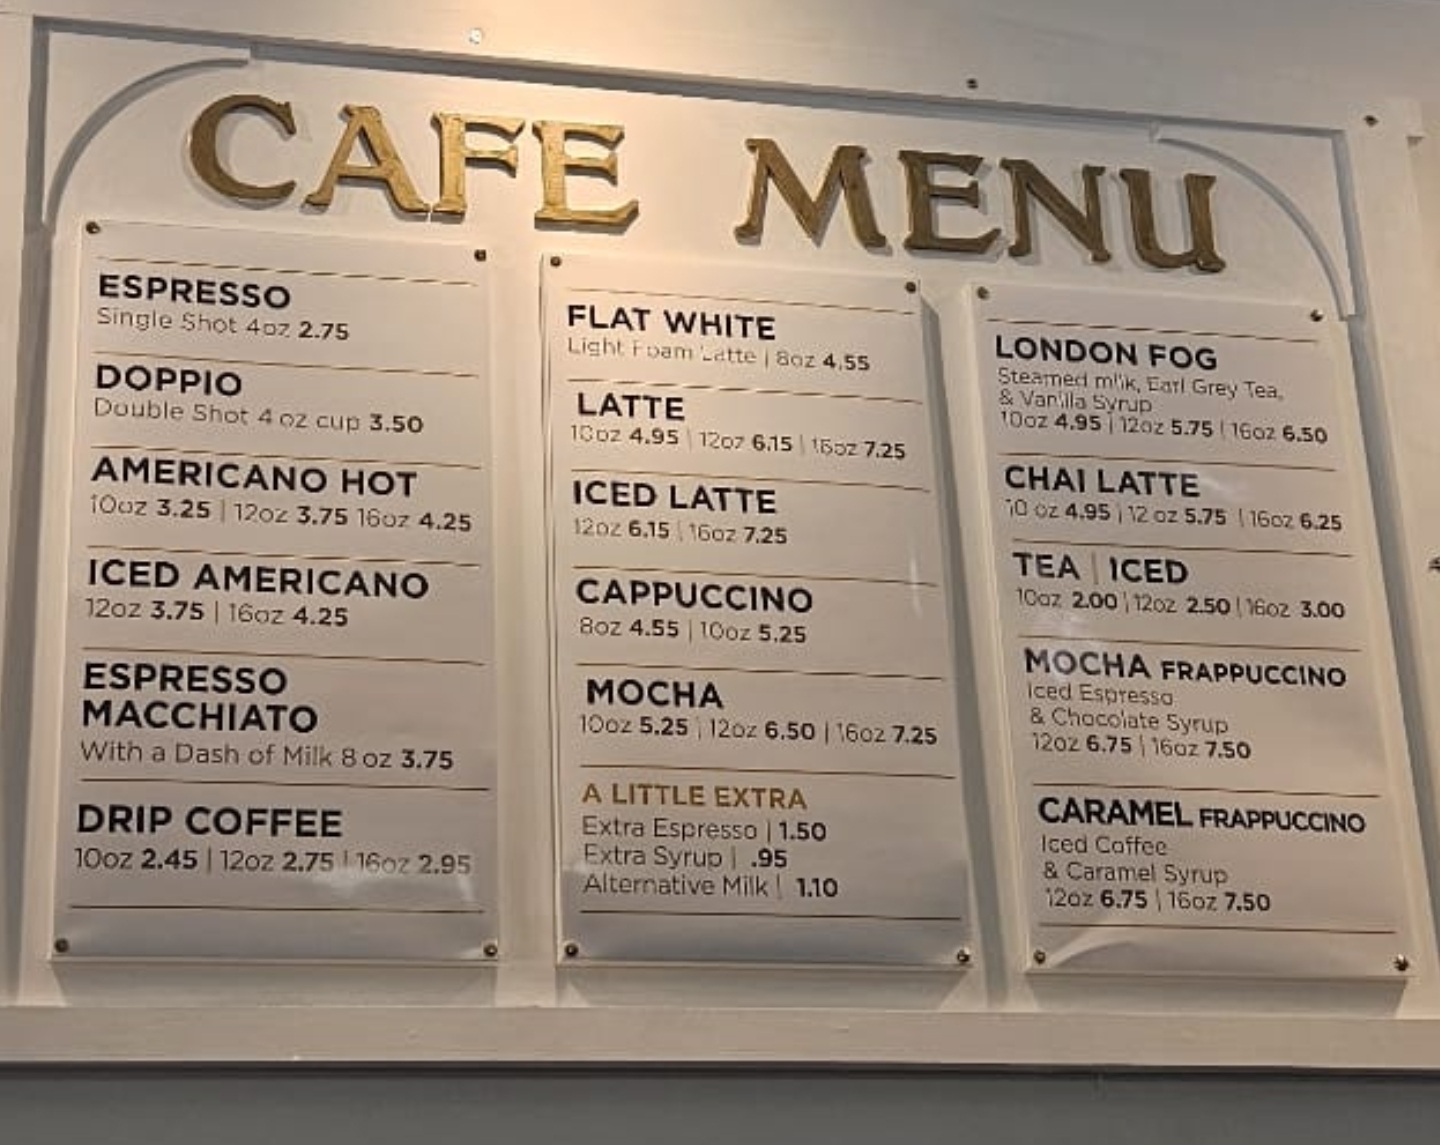 CAFE MENU
ESPRESSO
Single Shot 4oz 2.75
DOPPIO
Double Shot 4 oz cup 3.50
AMERICANO HOT
10oz 3.25 | 12oz 3.75 16oz 4.25
ICED AMERICANO
12oz 3.75 | 16oz 4.25
ESPRESSO
MACCHIATO
With a Dash of Milk 8 oz 3.75
DRIP COFFEE
10oz 2.45 | 12oz 2.75 | 16oz 2.95
FLAT WHITE
Light Foam Latte | 8oz 4.55
LATTE
10oz 4.95 | 12oz 6.15 | 16oz 7.25
ICED LATTE
12oz 6.15 | 16oz 7.25
CAPPUCCINO
8oz 4.55 | 10oz 5.25
MOCHA
10oz 5.25 | 12oz 6.50 | 16oz 7.25
A LITTLE EXTRA
Extra Espresso | 1.50
Extra Syrup | .95
Alternative Milk | 1.10
LONDON FOG
Steamed milk, Earl Grey Tea,
& Vanilla Syrup
10oz 4.95 | 12oz 5.75 | 16oz 6.50
CHAI LATTE
10 oz 4.95 | 12 oz 5.75 | 16oz 6.25
TEA | ICED
10oz 2.00 | 12oz 2.50 | 16oz 3.00
MOCHA FRAPPUCCINO
Iced Espresso
& Chocolate Syrup
12oz 6.75 | 16oz 7.50
CARAMEL FRAPPUCCINO
Iced Coffee
& Caramel Syrup
12oz 6.75 | 16oz 7.50